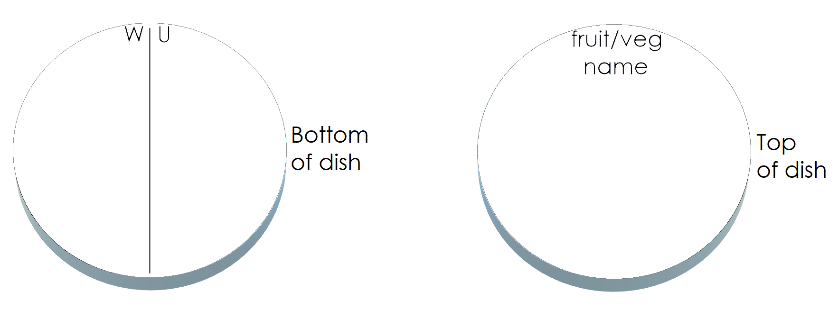 W U
Bottom
of dish
fruit/veg
name
Top
of dish